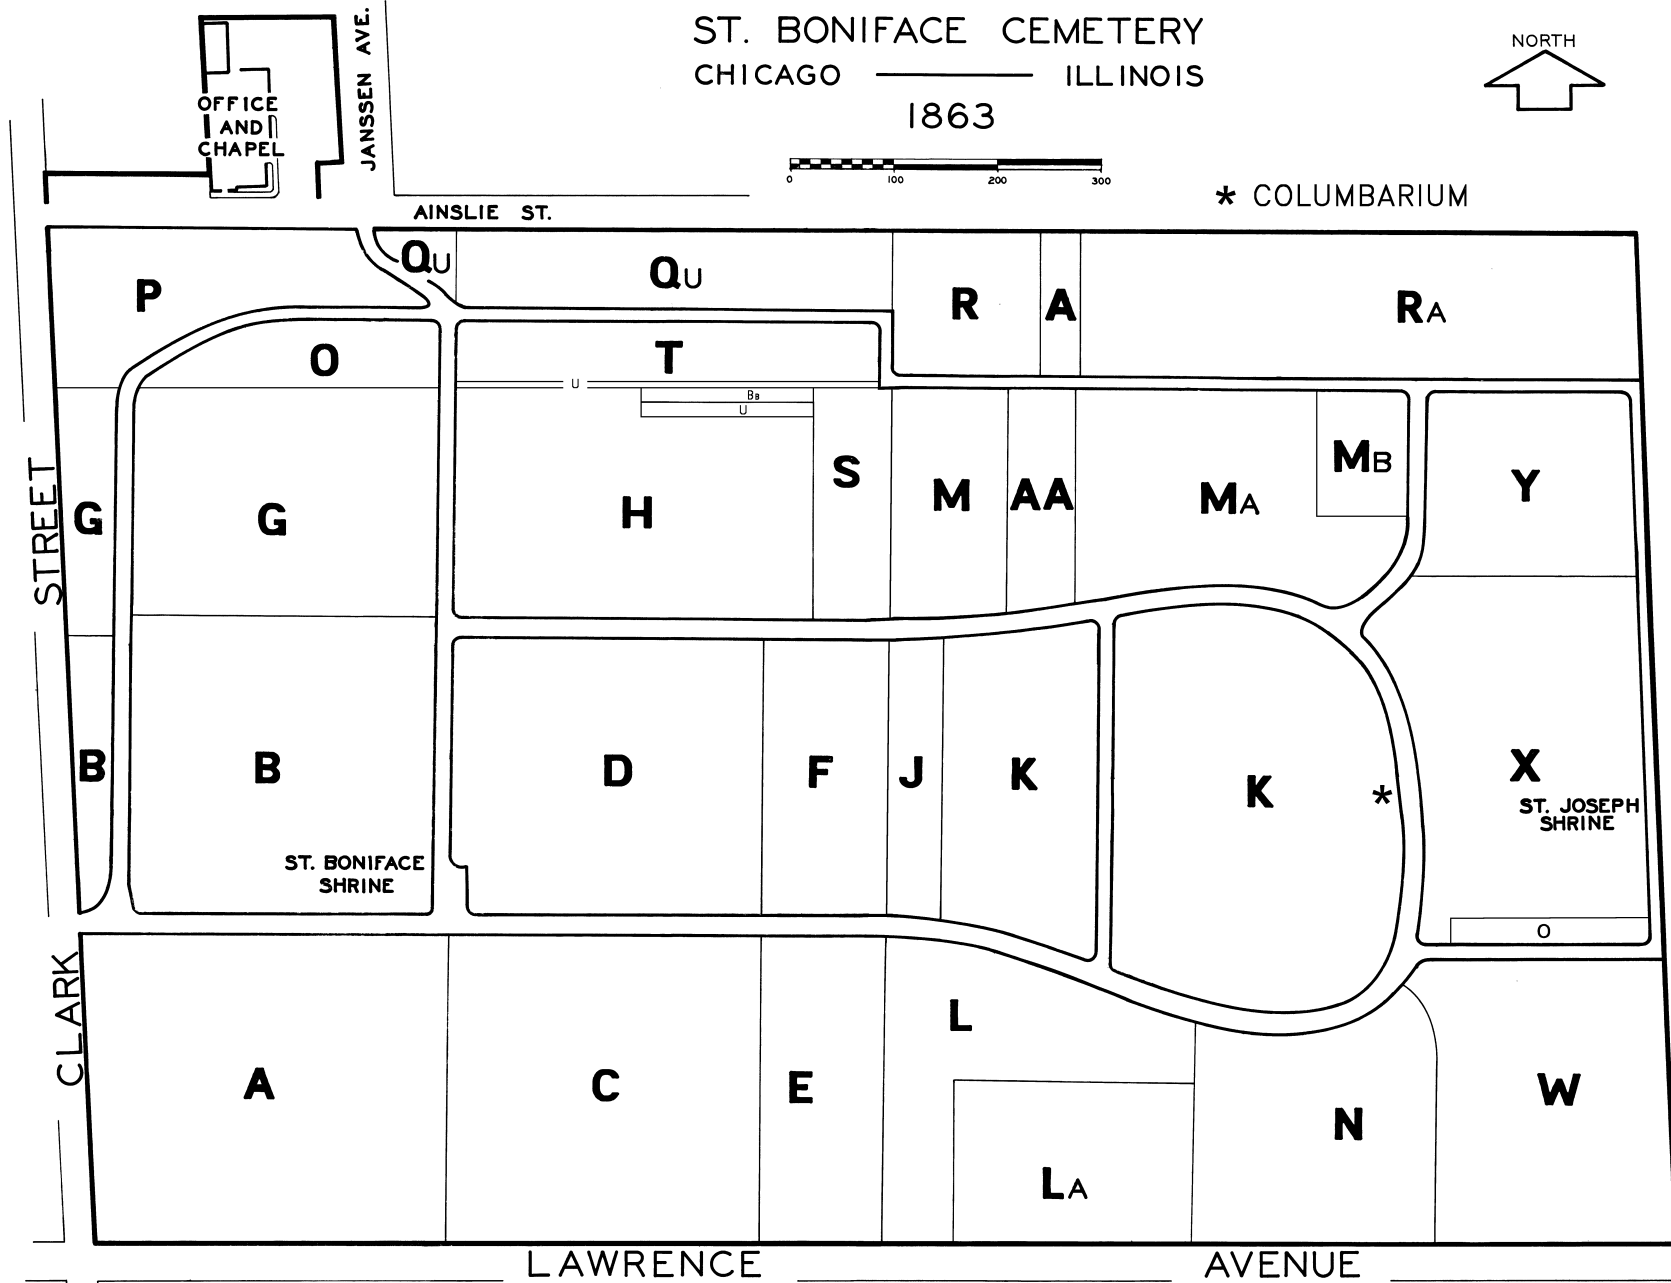 ST. BONIFACE CEMETERY
CHICAGO ILLINOIS
1863
NORTH
0 100 200 300
* COLUMBARIUM
OFFICE
AND
CHAPEL
JANSSEN AVE.
AINSLIE ST.
P
QU
QU
R
A
RA
O
T
U
BB
U
G
G
H
S
M
AA
MA
MB
Y
STREET
B
B
D
F
J
K
K
*
X
ST. JOSEPH
SHRINE
ST. BONIFACE
SHRINE
O
CLARK
A
C
E
L
LA
N
W
LAWRENCE AVENUE